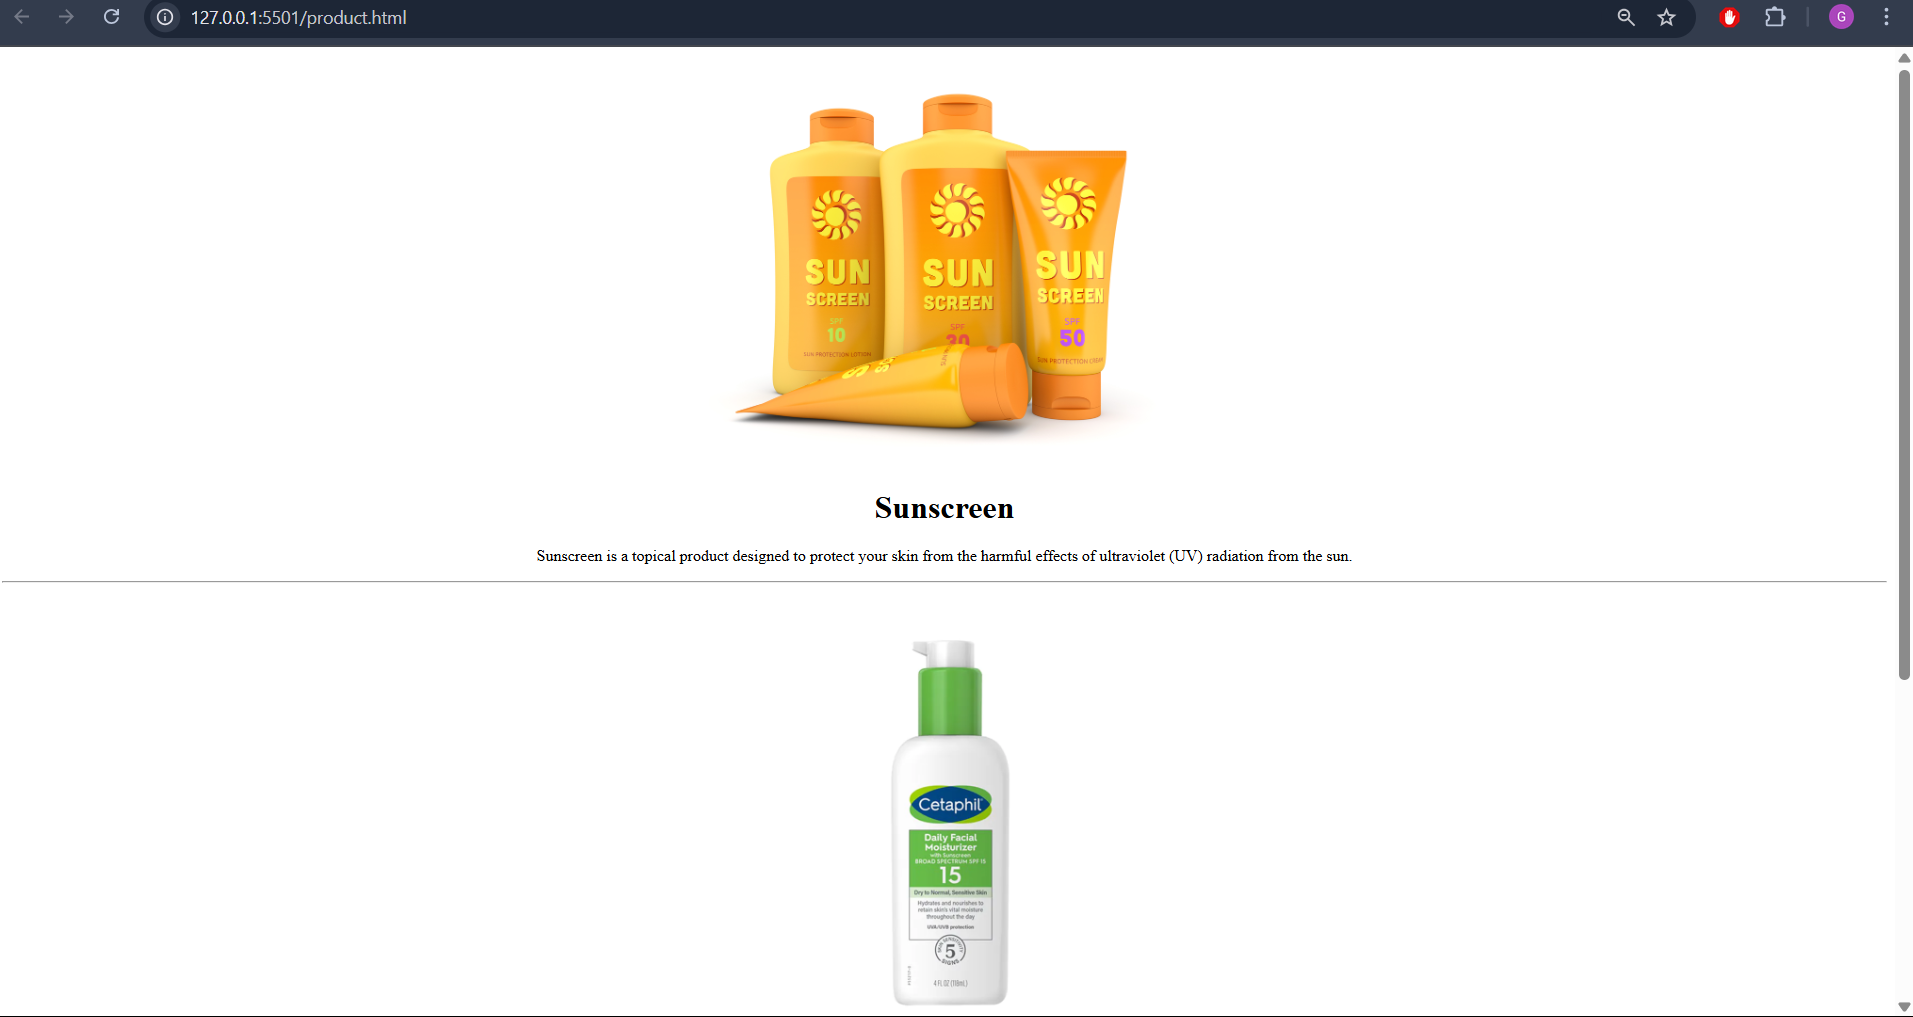 127.0.0.1:5501/product.html
G
SUN
SCREEN
SPF
10
SUN PROTECTION LOTION
SUN
SCREEN
SPF
30
SUN
SCREEN
SPF
50
SUN PROTECTION CREAM
Sunscreen
Sunscreen is a topical product designed to protect your skin from the harmful effects of ultraviolet (UV) radiation from the sun.
Cetaphil
Daily Facial
Moisturizer
with Sunscreen
BROAD SPECTRUM SPF 15
15
Dry to Normal, Sensitive Skin
Hydrates and nourishes to
retain skin's vital moisture
throughout the day
UVA/UVB protection
SKIN SENSITIVITY
5
SIGNS
4 FL OZ (118mL)